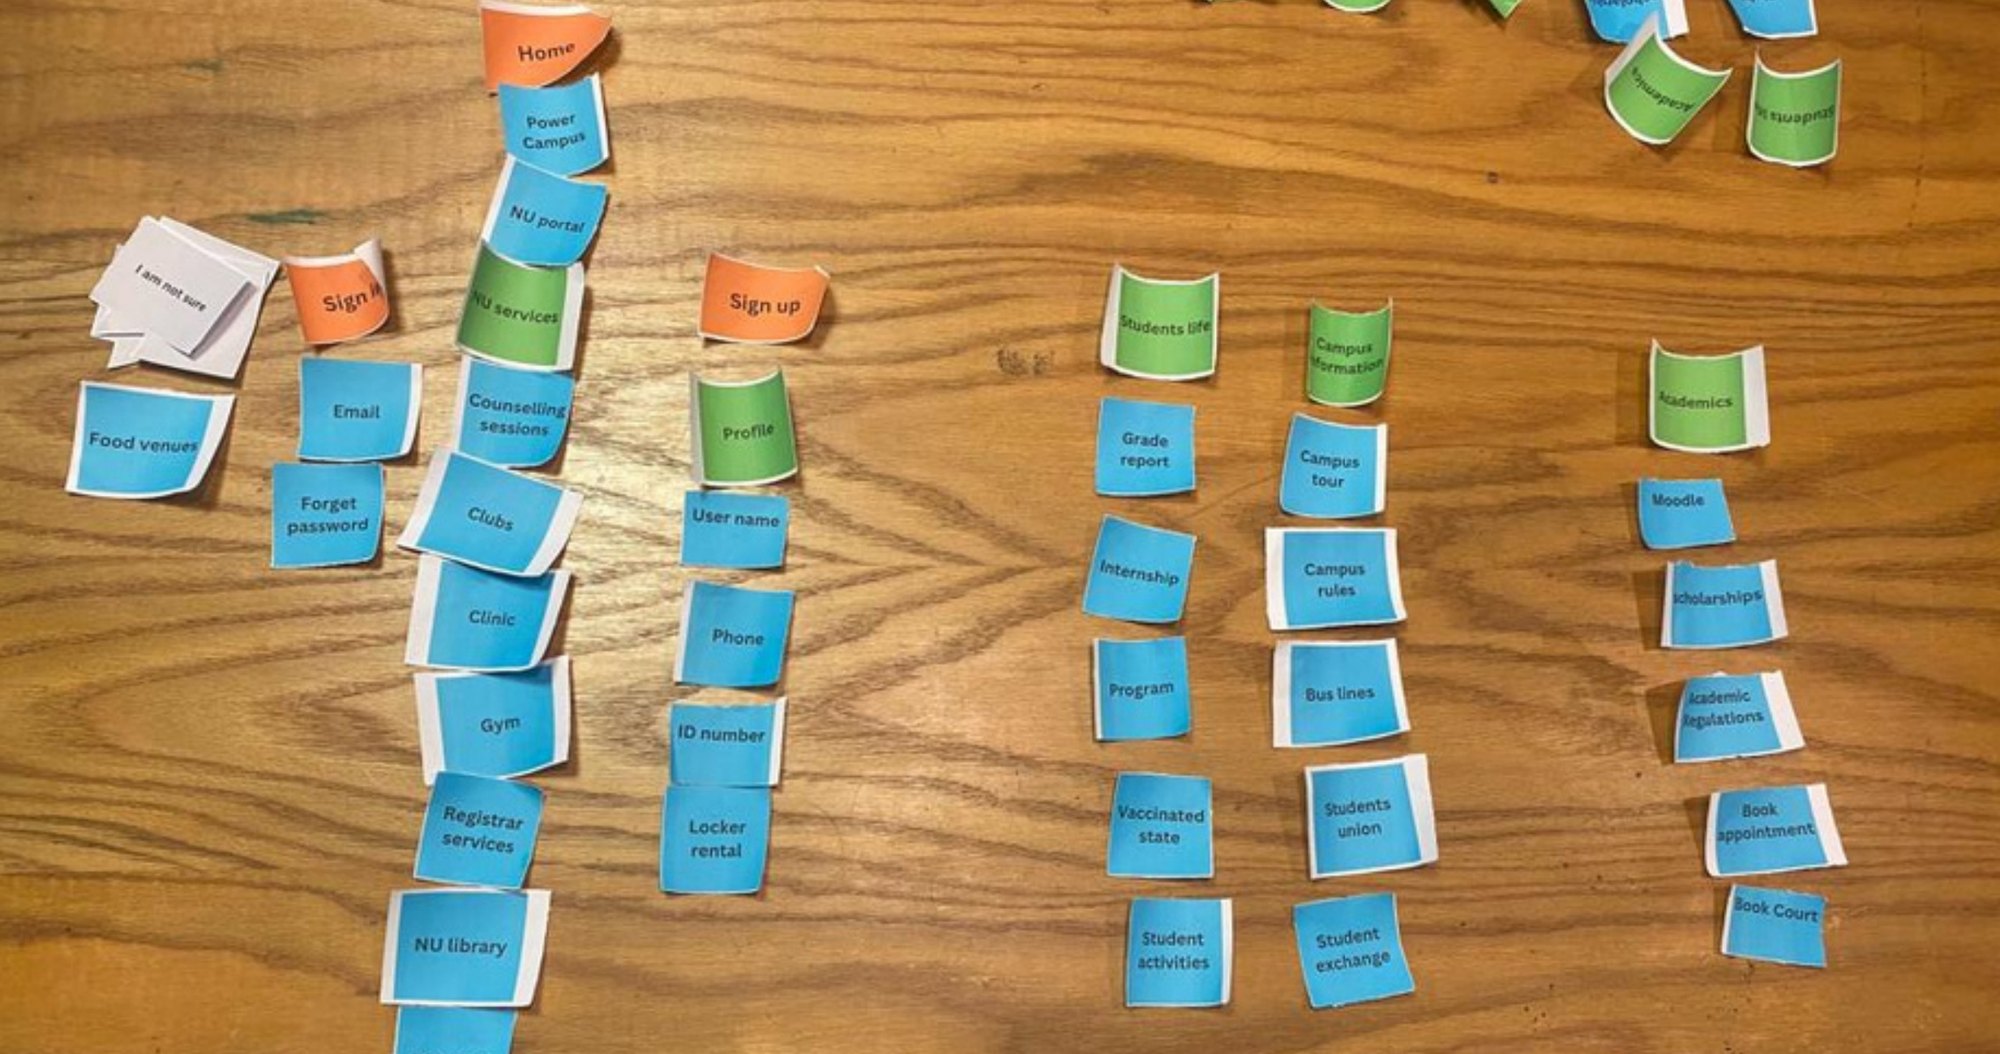 Home
Power
Campus
NU portal
I am not sure
Food venues
Sign in
Email
Forget
password
NU services
Counselling
sessions
Clubs
Clinic
Gym
Registrar
services
NU library
Sign up
Profile
User name
Phone
ID number
Locker
rental
Students life
Grade
report
Internship
Program
Vaccinated
state
Student
activities
Campus
information
Campus
tour
Campus
rules
Bus lines
Students
union
Student
exchange
Academics
Students
Academics
Moodle
Scholarships
Academic
Regulations
Book
appointment
Book Court